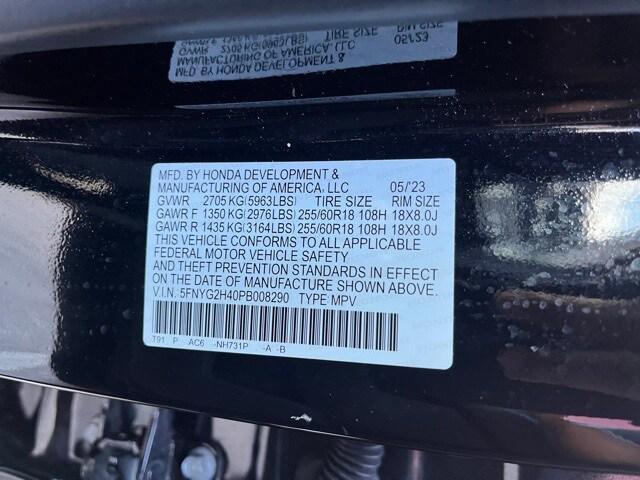 MFD. BY HONDA DEVELOPMENT &
MANUFACTURING OF AMERICA, LLC 05/'23
GVWR 2705 KG(5963LBS) TIRE SIZE RIM SIZE
GAWR F 1350 KG(2976LBS) 255/60R18 108H 18X8.0J
GAWR R 1435 KG(3164LBS) 255/60R18 108H 18X8.0J
THIS VEHICLE CONFORMS TO ALL APPLICABLE
FEDERAL MOTOR VEHICLE SAFETY
AND THEFT PREVENTION STANDARDS IN EFFECT
ON THE DATE OF MANUFACTURE SHOWN ABOVE.
V.I.N. 5FNYG2H40PB008290 TYPE: MPV
T91 P AC6 -NH731P -A -B